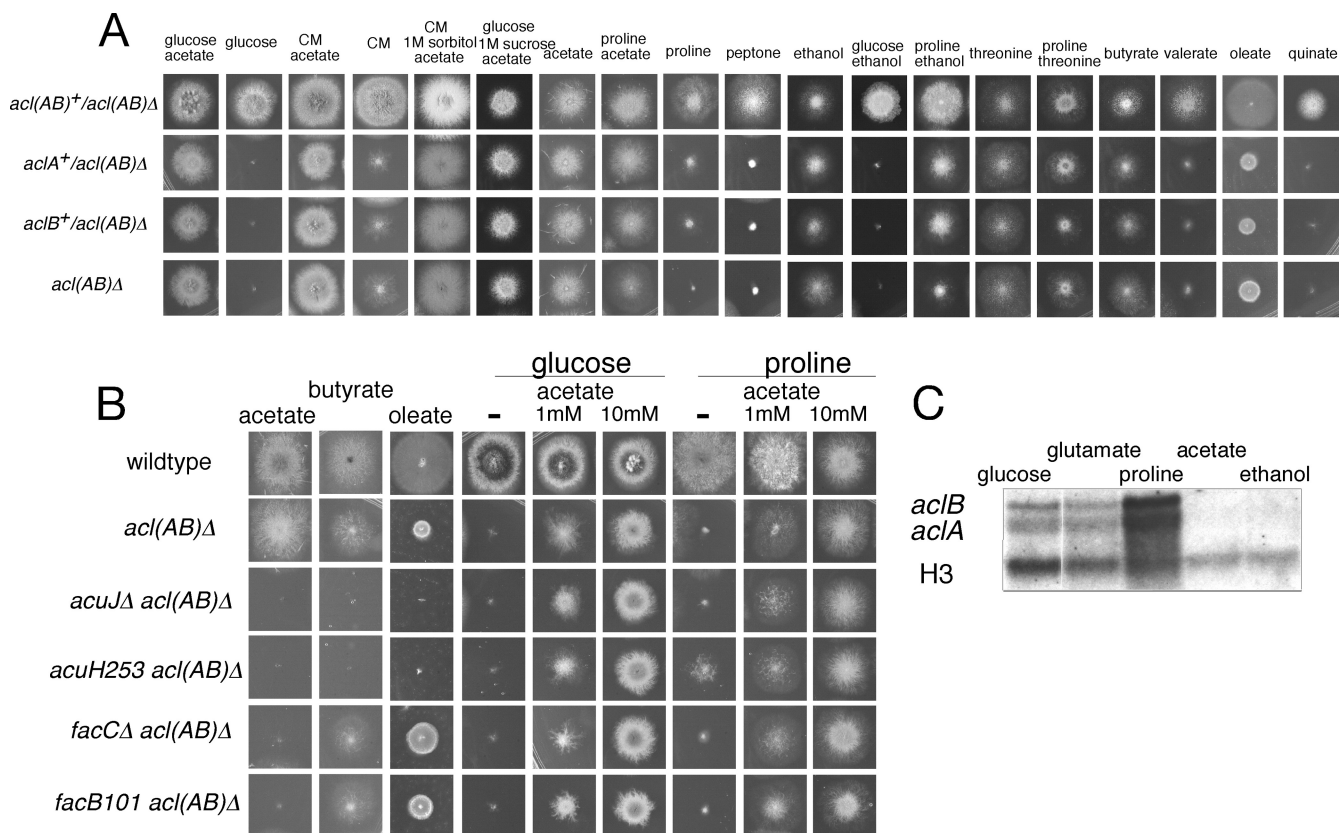 A
glucose acetate
glucose
CM acetate
CM
CM 1M sorbitol acetate
glucose 1M sucrose acetate
acetate
proline acetate
proline
peptone
ethanol
glucose ethanol
proline ethanol
threonine
proline threonine
butyrate
valerate
oleate
quinate
acl(AB)+/acl(AB)Δ
aclA+/acl(AB)Δ
aclB+/acl(AB)Δ
acl(AB)Δ
B
butyrate
acetate
oleate
glucose
acetate
- 1mM 10mM
proline
acetate
- 1mM 10mM
wildtype
acl(AB)Δ
acuJΔ acl(AB)Δ
acuH253 acl(AB)Δ
facCΔ acl(AB)Δ
facB101 acl(AB)Δ
C
glutamate acetate
glucose proline ethanol
aclB
aclA
H3